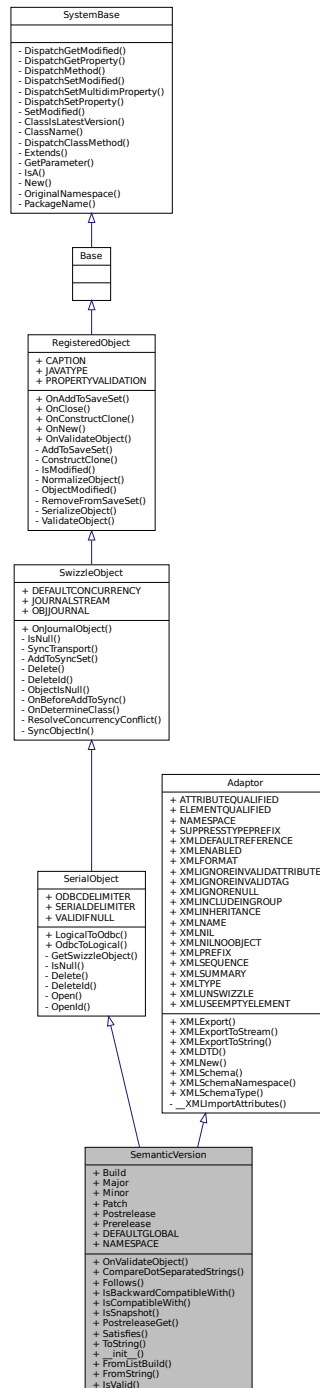 SystemBase
- DispatchGetModified()
- DispatchGetProperty()
- DispatchMethod()
- DispatchSetModified()
- DispatchSetMultidimProperty()
- DispatchSetProperty()
- SetModified()
- ClassIsLatestVersion()
- ClassName()
- DispatchClassMethod()
- Extends()
- GetParameter()
- IsA()
- New()
- OriginalNamespace()
- PackageName()
Base
RegisteredObject
+ CAPTION
+ JAVATYPE
+ PROPERTYVALIDATION
+ OnAddToSaveSet()
+ OnClose()
+ OnConstructClone()
+ OnNew()
+ OnValidateObject()
- AddToSaveSet()
- ConstructClone()
- IsModified()
- NormalizeObject()
- ObjectModified()
- RemoveFromSaveSet()
- SerializeObject()
- ValidateObject()
SwizzleObject
+ DEFAULTCONCURRENCY
+ JOURNALSTREAM
+ OBJJOURNAL
+ OnJournalObject()
- IsNull()
- SyncTransport()
- AddToSyncSet()
- Delete()
- DeleteId()
- ObjectIsNull()
- OnBeforeAddToSync()
- OnDetermineClass()
- ResolveConcurrencyConflict()
- SyncObjectIn()
Adaptor
+ ATTRIBUTEQUALIFIED
+ ELEMENTQUALIFIED
+ NAMESPACE
+ SUPPRESSTYPEPREFIX
+ XMLDEFAULTREFERENCE
+ XMLENABLED
+ XMLFORMAT
+ XMLIGNOREINVALIDATTRIBUTE
+ XMLIGNOREINVALIDTAG
+ XMLIGNORENULL
+ XMLINCLUDEINGROUP
+ XMLINHERITANCE
+ XMLNAME
+ XMLNIL
+ XMLNILNOOBJECT
+ XMLPREFIX
+ XMLSEQUENCE
+ XMLSUMMARY
+ XMLTYPE
+ XMLUNSWIZZLE
+ XMLUSEEMPTYELEMENT
+ XMLExport()
+ XMLExportToStream()
+ XMLExportToString()
+ XMLDTD()
+ XMLNew()
+ XMLSchema()
+ XMLSchemaNamespace()
+ XMLSchemaType()
- __XMLImportAttributes()
SerialObject
+ ODBCDELIMITER
+ SERIALDELIMITER
+ VALIDIFNULL
+ LogicalToOdbc()
+ OdbcToLogical()
- GetSwizzleObject()
- IsNull()
- Delete()
- DeleteId()
- Open()
- OpenId()
SemanticVersion
+ Build
+ Major
+ Minor
+ Patch
+ Postrelease
+ Prerelease
+ DEFAULTGLOBAL
+ NAMESPACE
+ OnValidateObject()
+ CompareDotSeparatedStrings()
+ Follows()
+ IsBackwardCompatibleWith()
+ IsCompatibleWith()
+ IsSnapshot()
+ PostreleaseGet()
+ Satisfies()
+ ToString()
+ __init__()
+ FromListBuild()
+ FromString()
+ IsValid()